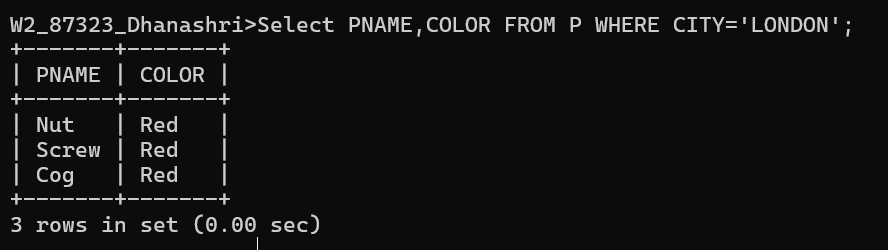 W2_87323_Dhanashri>Select PNAME,COLOR FROM P WHERE CITY='LONDON';
+-------+-------+
| PNAME | COLOR |
+-------+-------+
| Nut   | Red   |
| Screw | Red   |
| Cog   | Red   |
+-------+-------+
3 rows in set (0.00 sec)